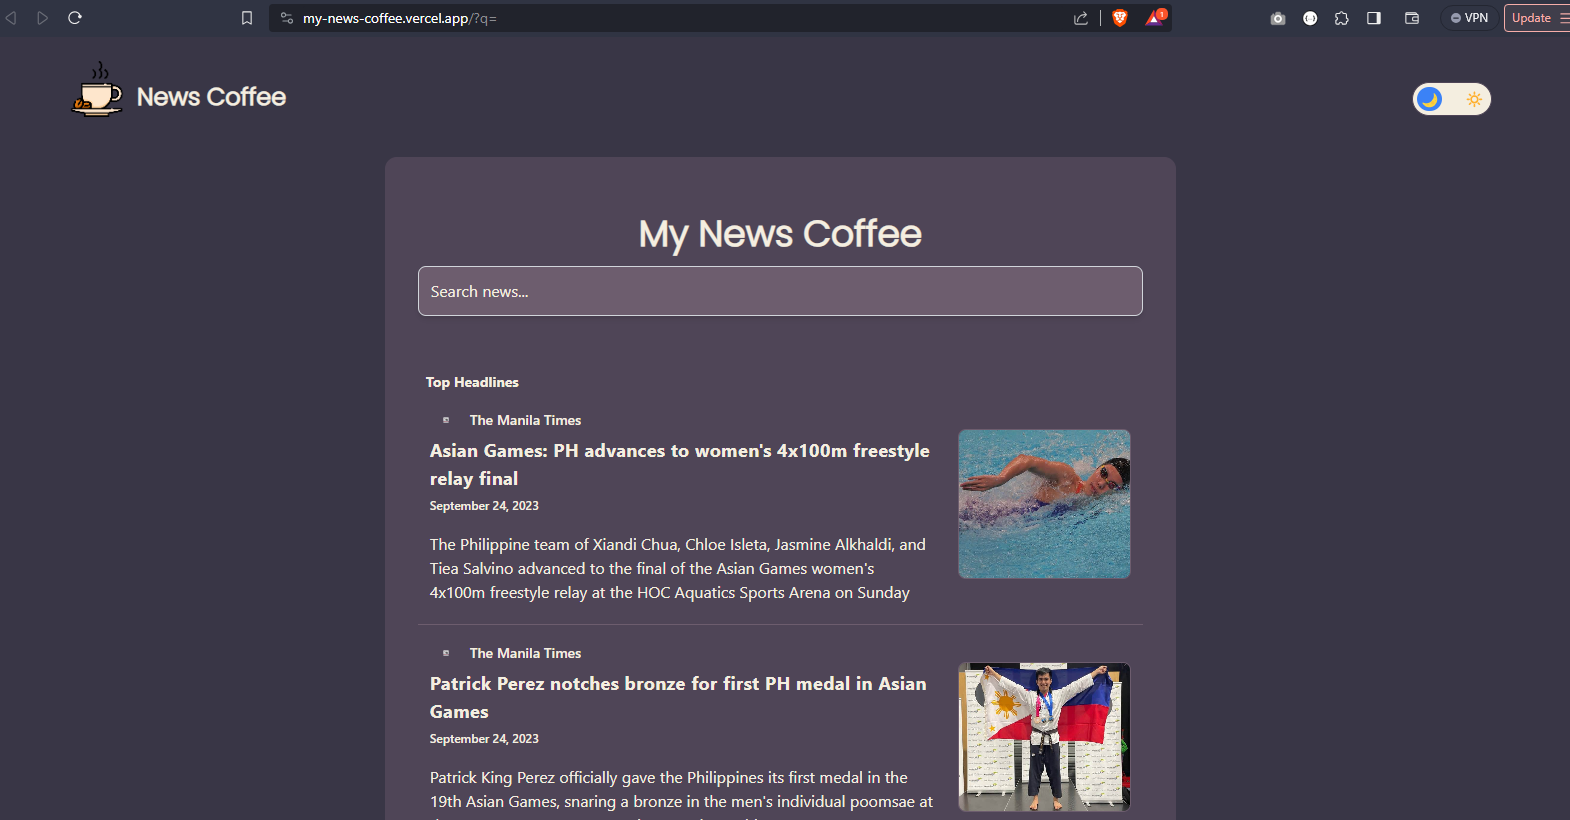 my-news-coffee.vercel.app/?q=
1
VPN
Update
News Coffee
My News Coffee
Search news...
Top Headlines
The Manila Times
Asian Games: PH advances to women's 4x100m freestyle
relay final
September 24, 2023
The Philippine team of Xiandi Chua, Chloe Isleta, Jasmine Alkhaldi, and
Tiea Salvino advanced to the final of the Asian Games women's
4x100m freestyle relay at the HOC Aquatics Sports Arena on Sunday
The Manila Times
Patrick Perez notches bronze for first PH medal in Asian
Games
September 24, 2023
Patrick King Perez officially gave the Philippines its first medal in the
19th Asian Games, snaring a bronze in the men's individual poomsae at